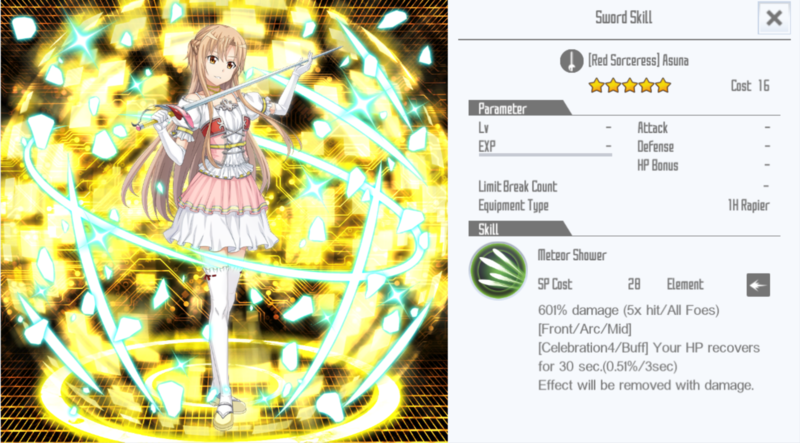 Sword Skill
[Red Sorceress] Asuna
Cost 16
Parameter
Lv -
Attack -
EXP -
Defense -
HP Bonus -
Limit Break Count -
Equipment Type 1H Rapier
Skill
Meteor Shower
SP Cost 28 Element
601% damage (5x hit/All Foes)
[Front/Arc/Mid]
[Celebration4/Buff] Your HP recovers
for 30 sec.(0.51%/3sec)
Effect will be removed with damage.